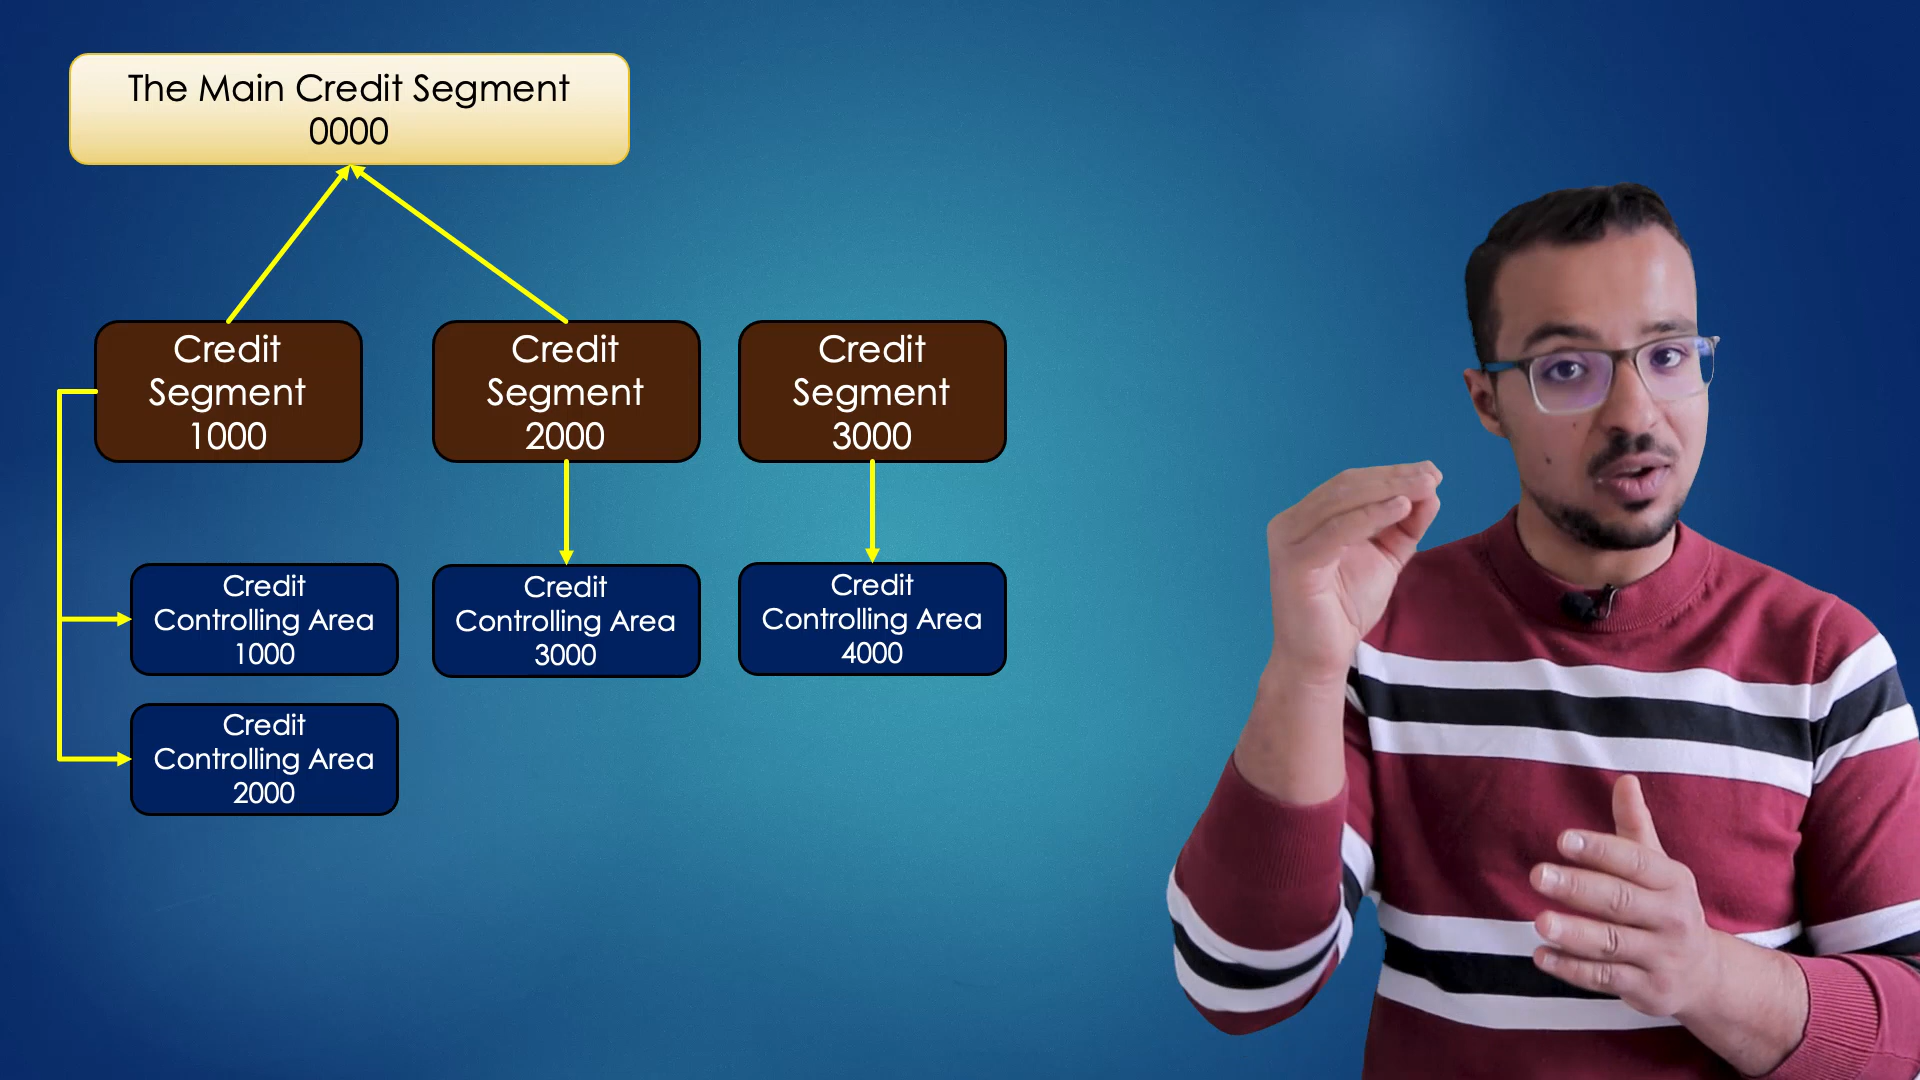 The Main Credit Segment
0000
Credit
Segment
1000
Credit
Segment
2000
Credit
Segment
3000
Credit
Controlling Area
1000
Credit
Controlling Area
3000
Credit
Controlling Area
4000
Credit
Controlling Area
2000